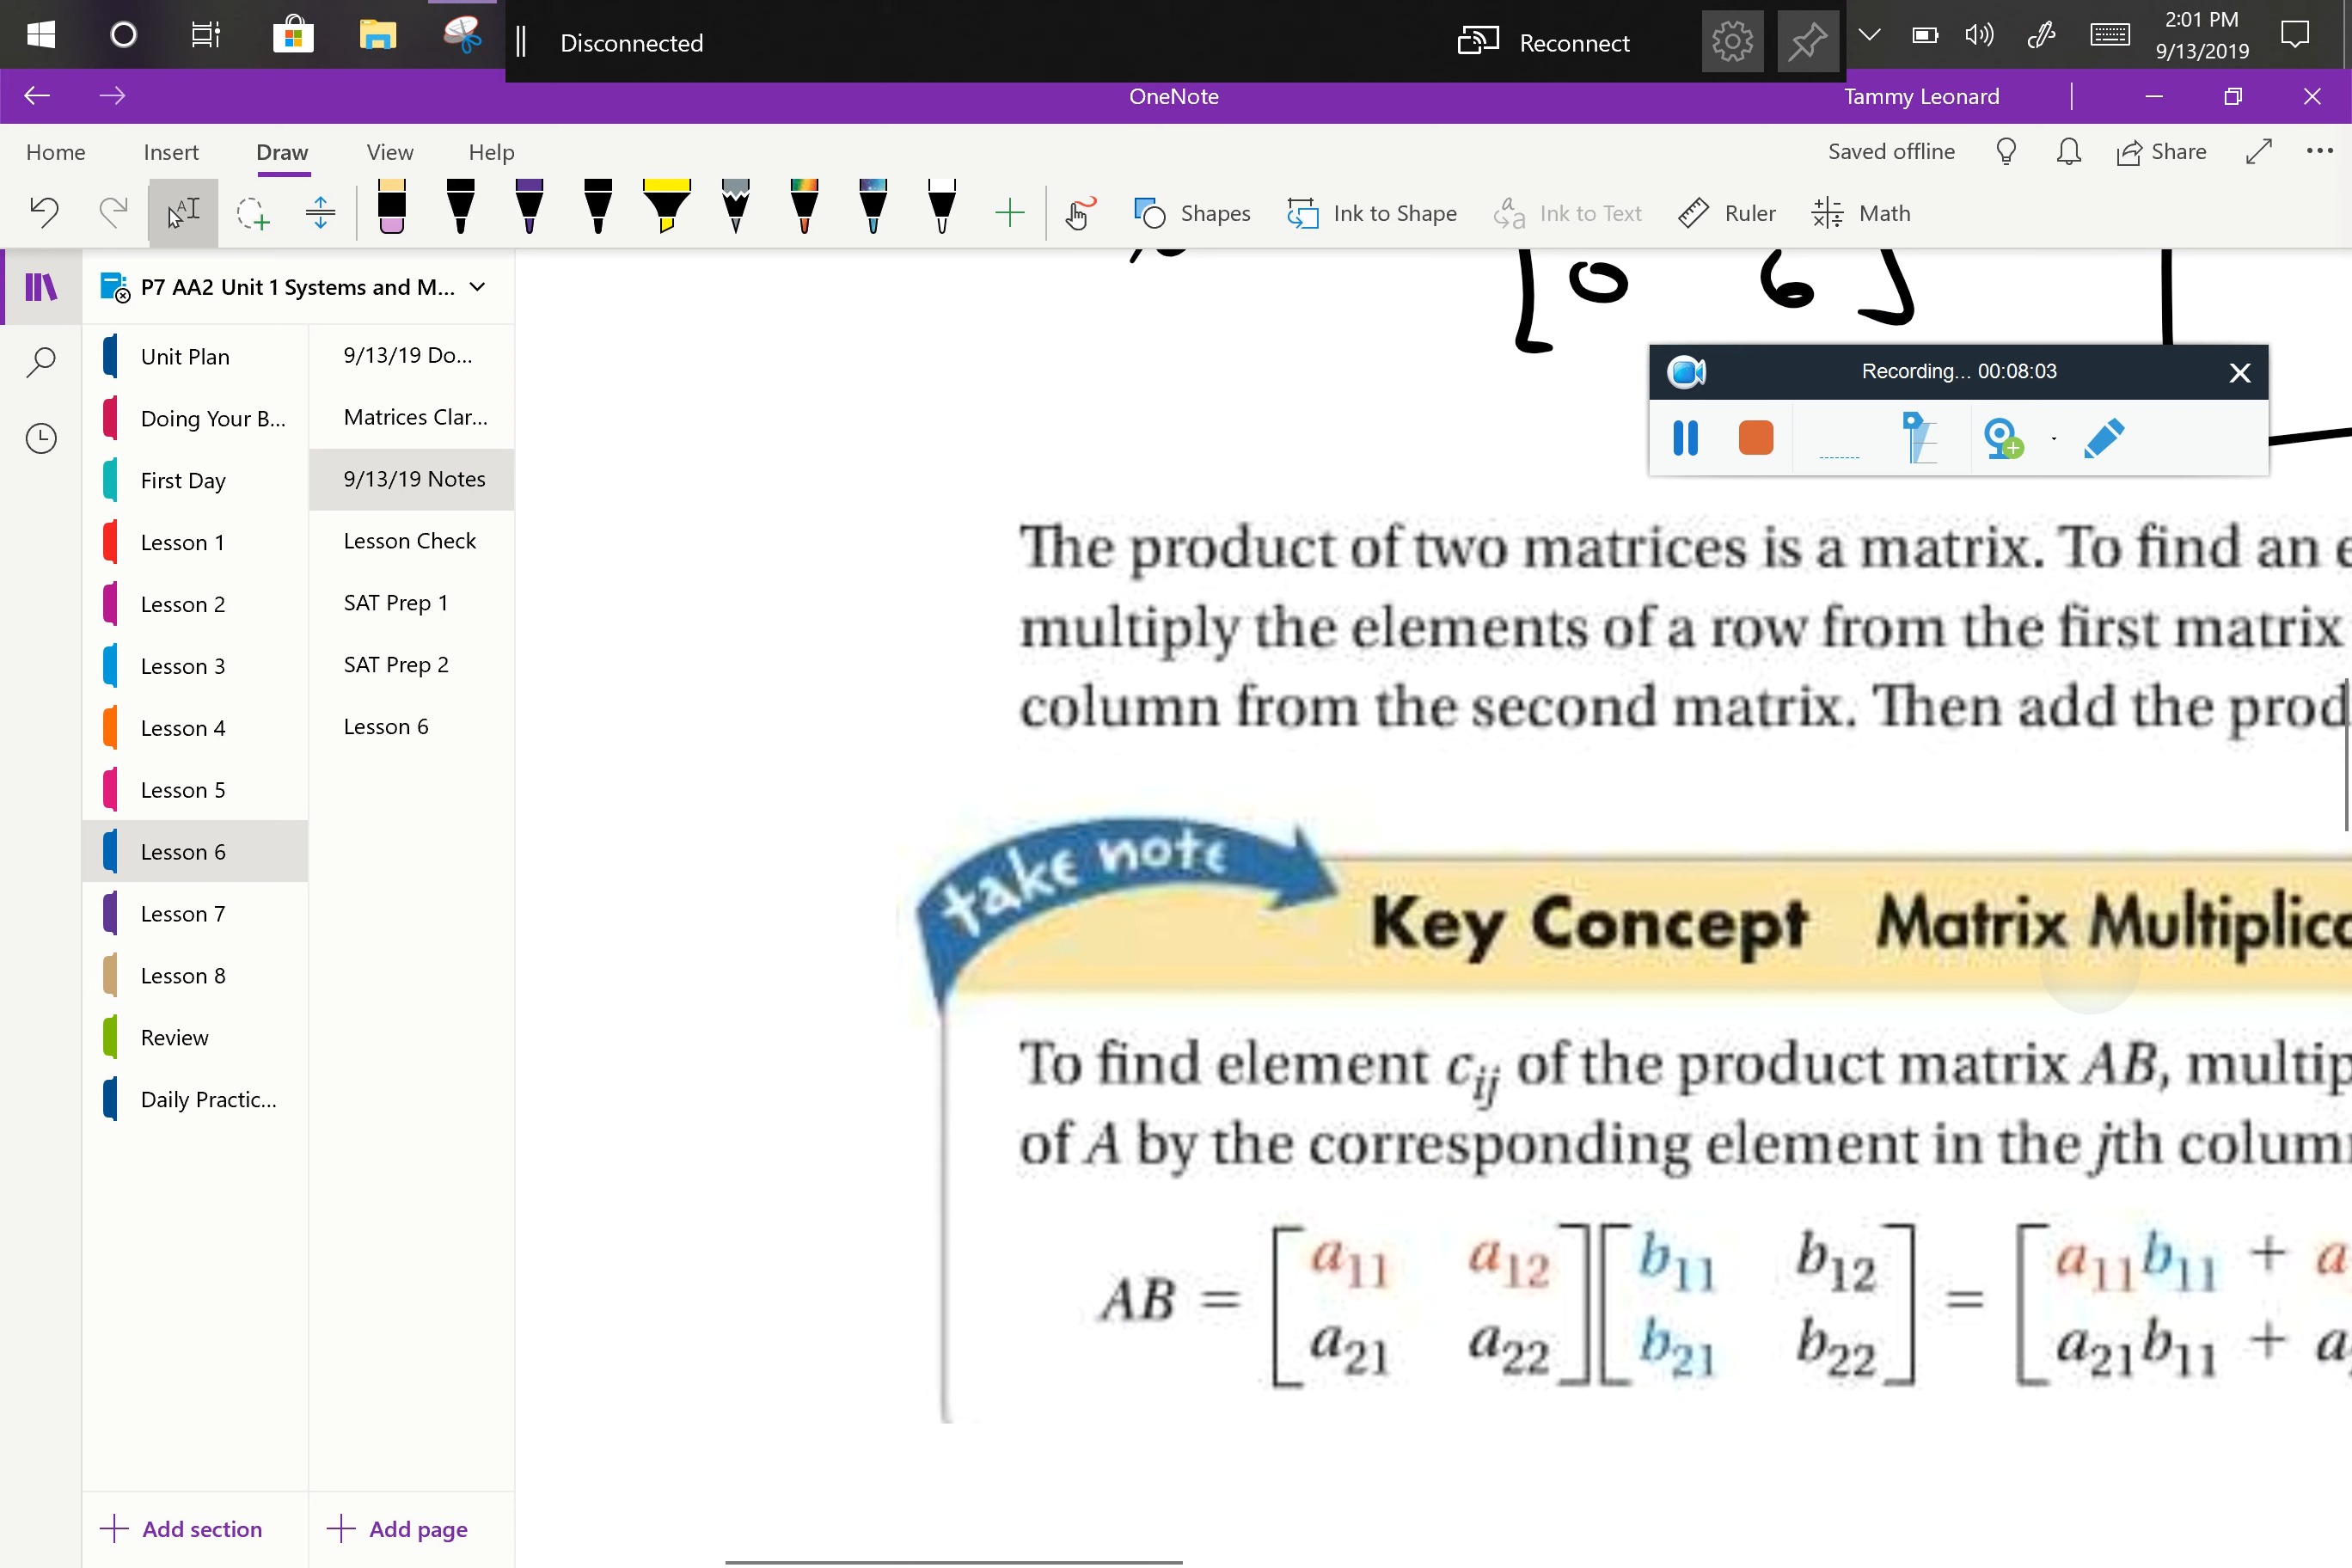 Disconnected
Reconnect
2:01 PM
9/13/2019
OneNote
Tammy Leonard
Home Insert Draw View Help
Saved offline
Share
Shapes
Ink to Shape
Ink to Text
Ruler
Math
P7 AA2 Unit 1 Systems and M...
Unit Plan
Doing Your B...
First Day
Lesson 1
Lesson 2
Lesson 3
Lesson 4
Lesson 5
Lesson 6
Lesson 7
Lesson 8
Review
Daily Practic...
Add section
9/13/19 Do...
Matrices Clar...
9/13/19 Notes
Lesson Check
SAT Prep 1
SAT Prep 2
Lesson 6
Add page
[0 6]
Recording... 00:08:03
The product of two matrices is a matrix. To find an e
multiply the elements of a row from the first matrix
column from the second matrix. Then add the prod
take note
Key Concept Matrix Multiplica
To find element c_ij of the product matrix AB, multip
of A by the corresponding element in the jth colum
AB = [a11 a12 [b11 b12 = [a11b11 + a
a21 a22] b21 b22] a21b11 + a